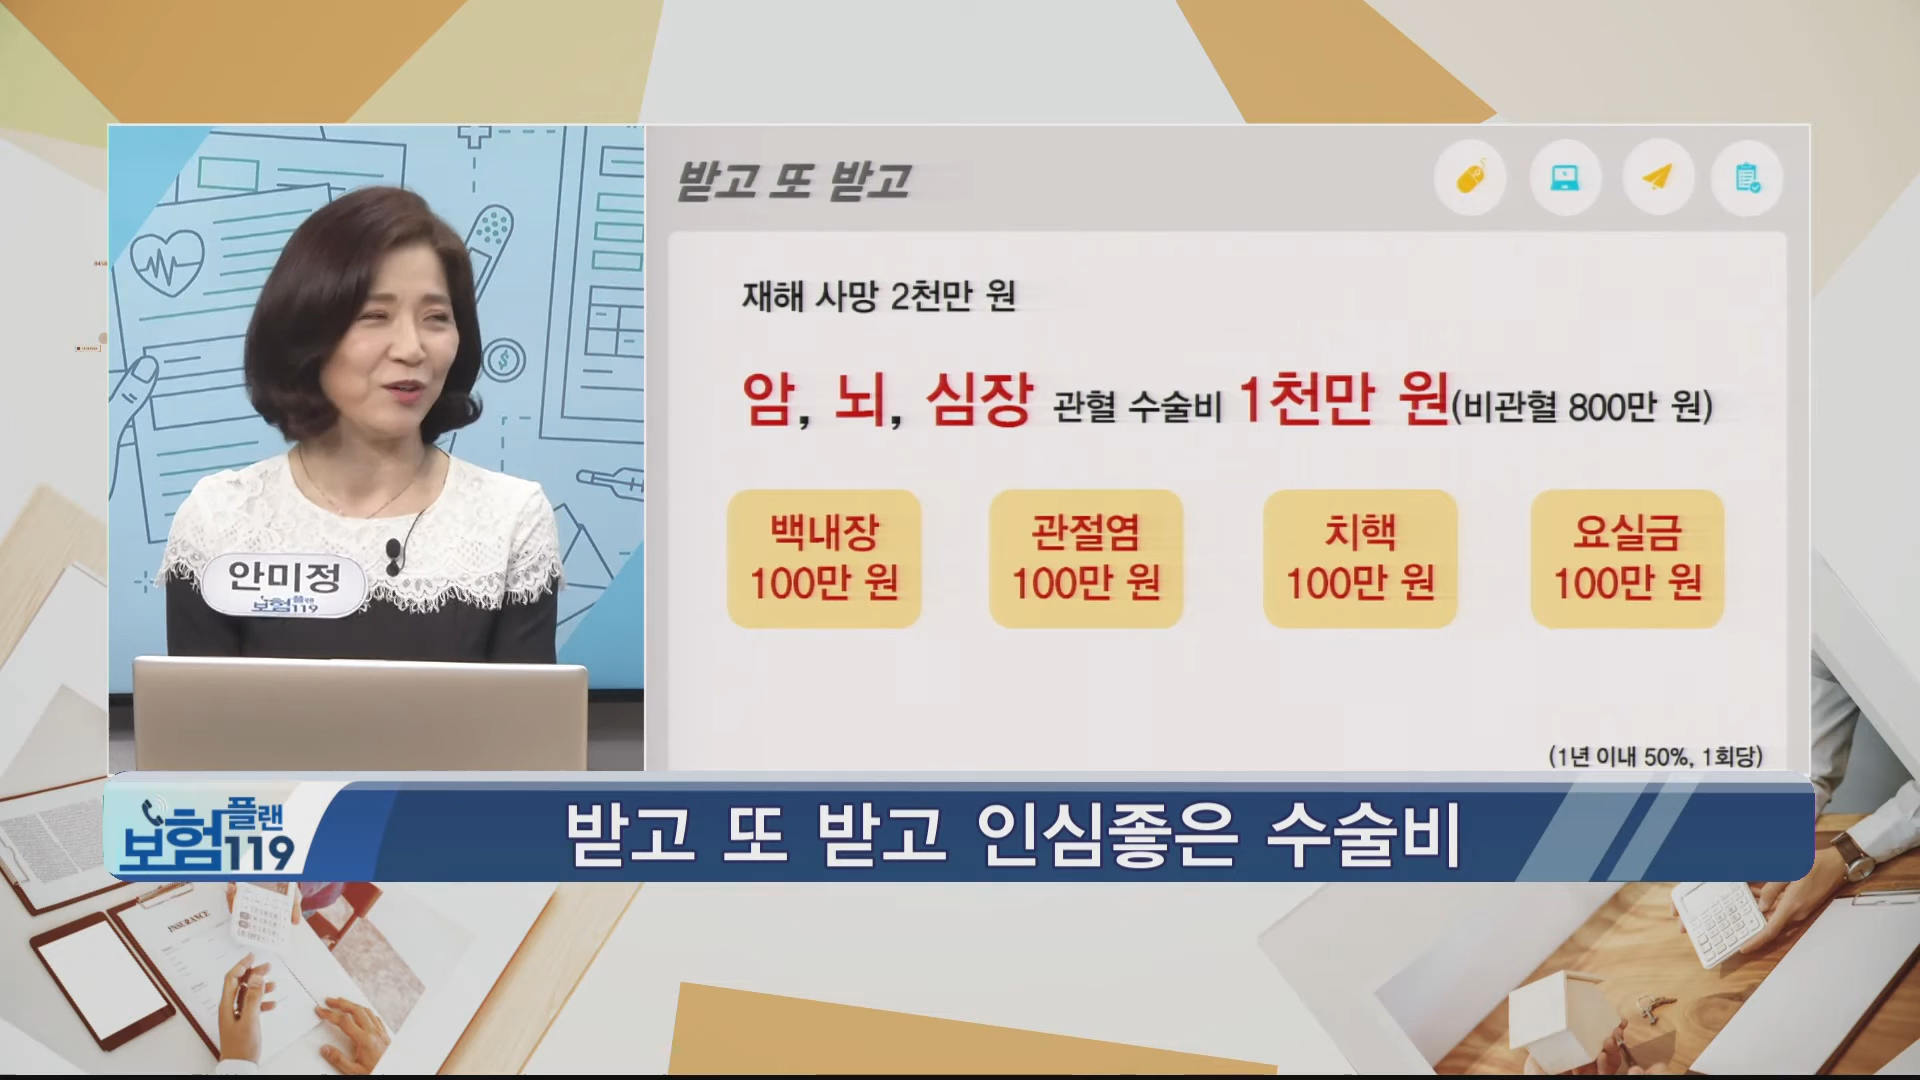 받고 또 받고
재해 사망 2천만 원
암, 뇌, 심장 관혈 수술비 1천만 원(비관혈 800만 원)
백내장
100만 원
관절염
100만 원
치핵
100만 원
요실금
100만 원
(1년 이내 50%, 1회당)
안미정
보험플랜119
보험플랜119
받고 또 받고 인심좋은 수술비
INSURANCE